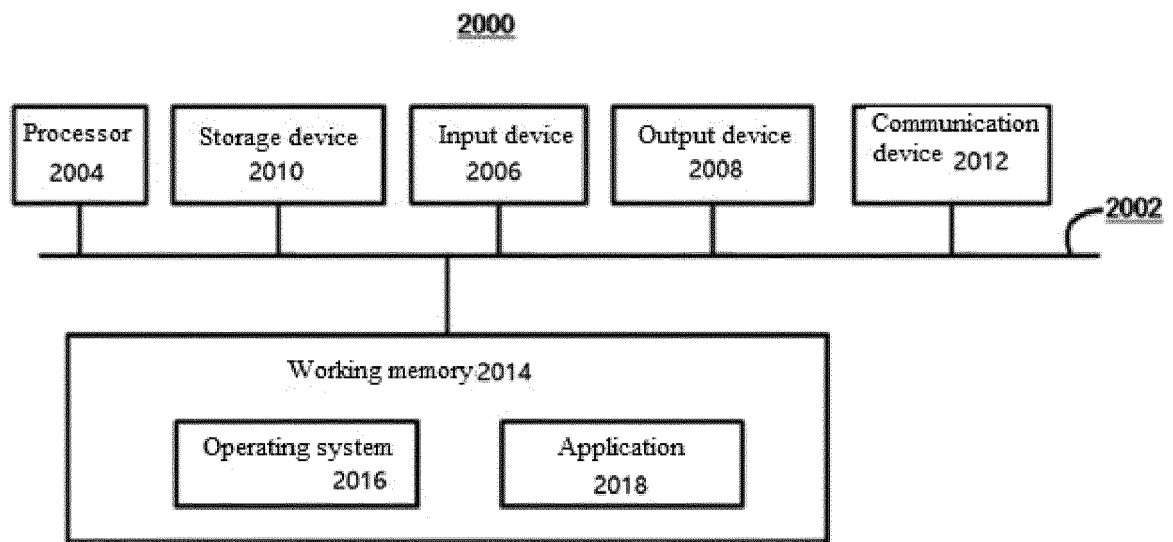 2000
Processor
2004
Storage device
2010
Input device
2006
Output device
2008
Communication
device 2012
2002
Working memory 2014
Operating system
2016
Application
2018